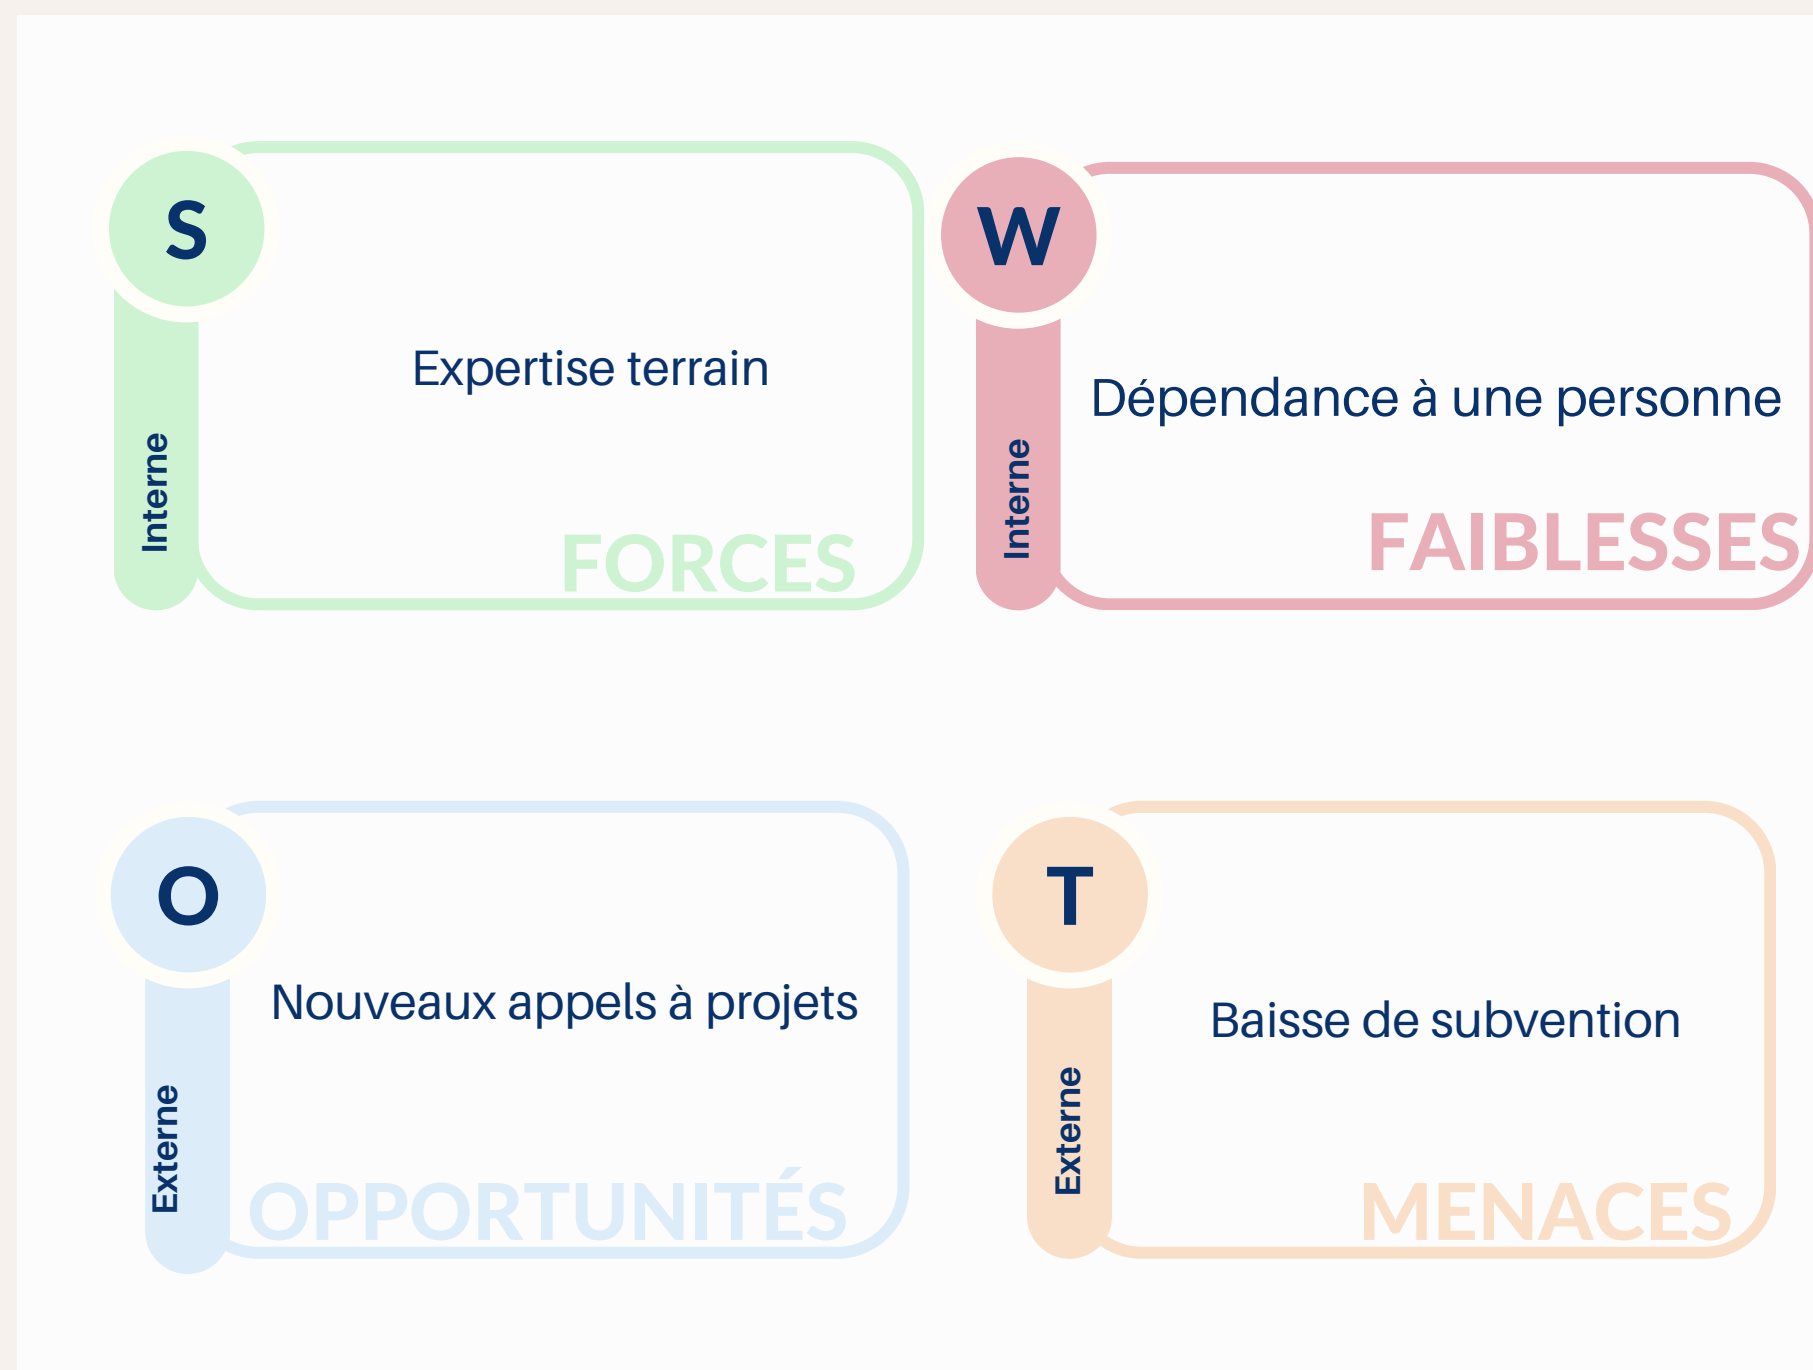 S
Expertise terrain
Interne
FORCES
W
Dépendance à une personne
Interne
FAIBLESSES
O
Nouveaux appels à projets
Externe
OPPORTUNITÉS
T
Baisse de subvention
Externe
MENACES